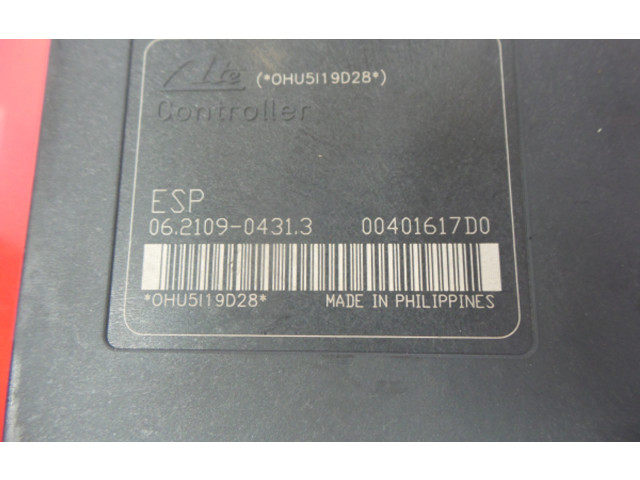 Ate (*OHU5I19D28*)
Controller
ESP
06.2109-0431.3 00401617D0
*OHU5I19D28* MADE IN PHILIPPINES